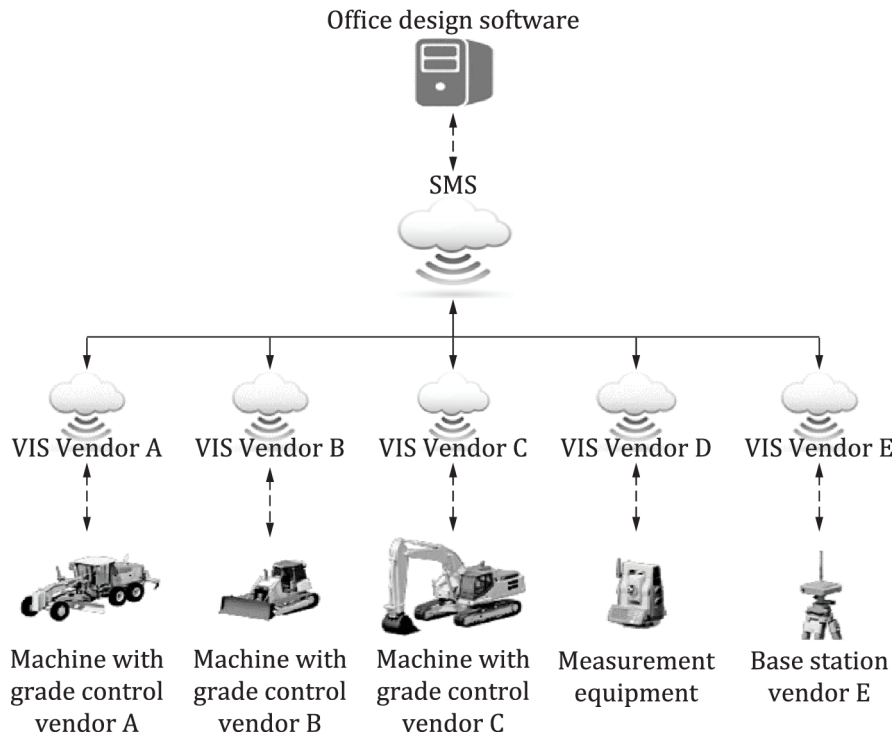 Office design software
SMS
VIS Vendor A
VIS Vendor B
VIS Vendor C
VIS Vendor D
VIS Vendor E
Machine with
grade control
vendor A
Machine with
grade control
vendor B
Machine with
grade control
vendor C
Measurement
equipment
Base station
vendor E